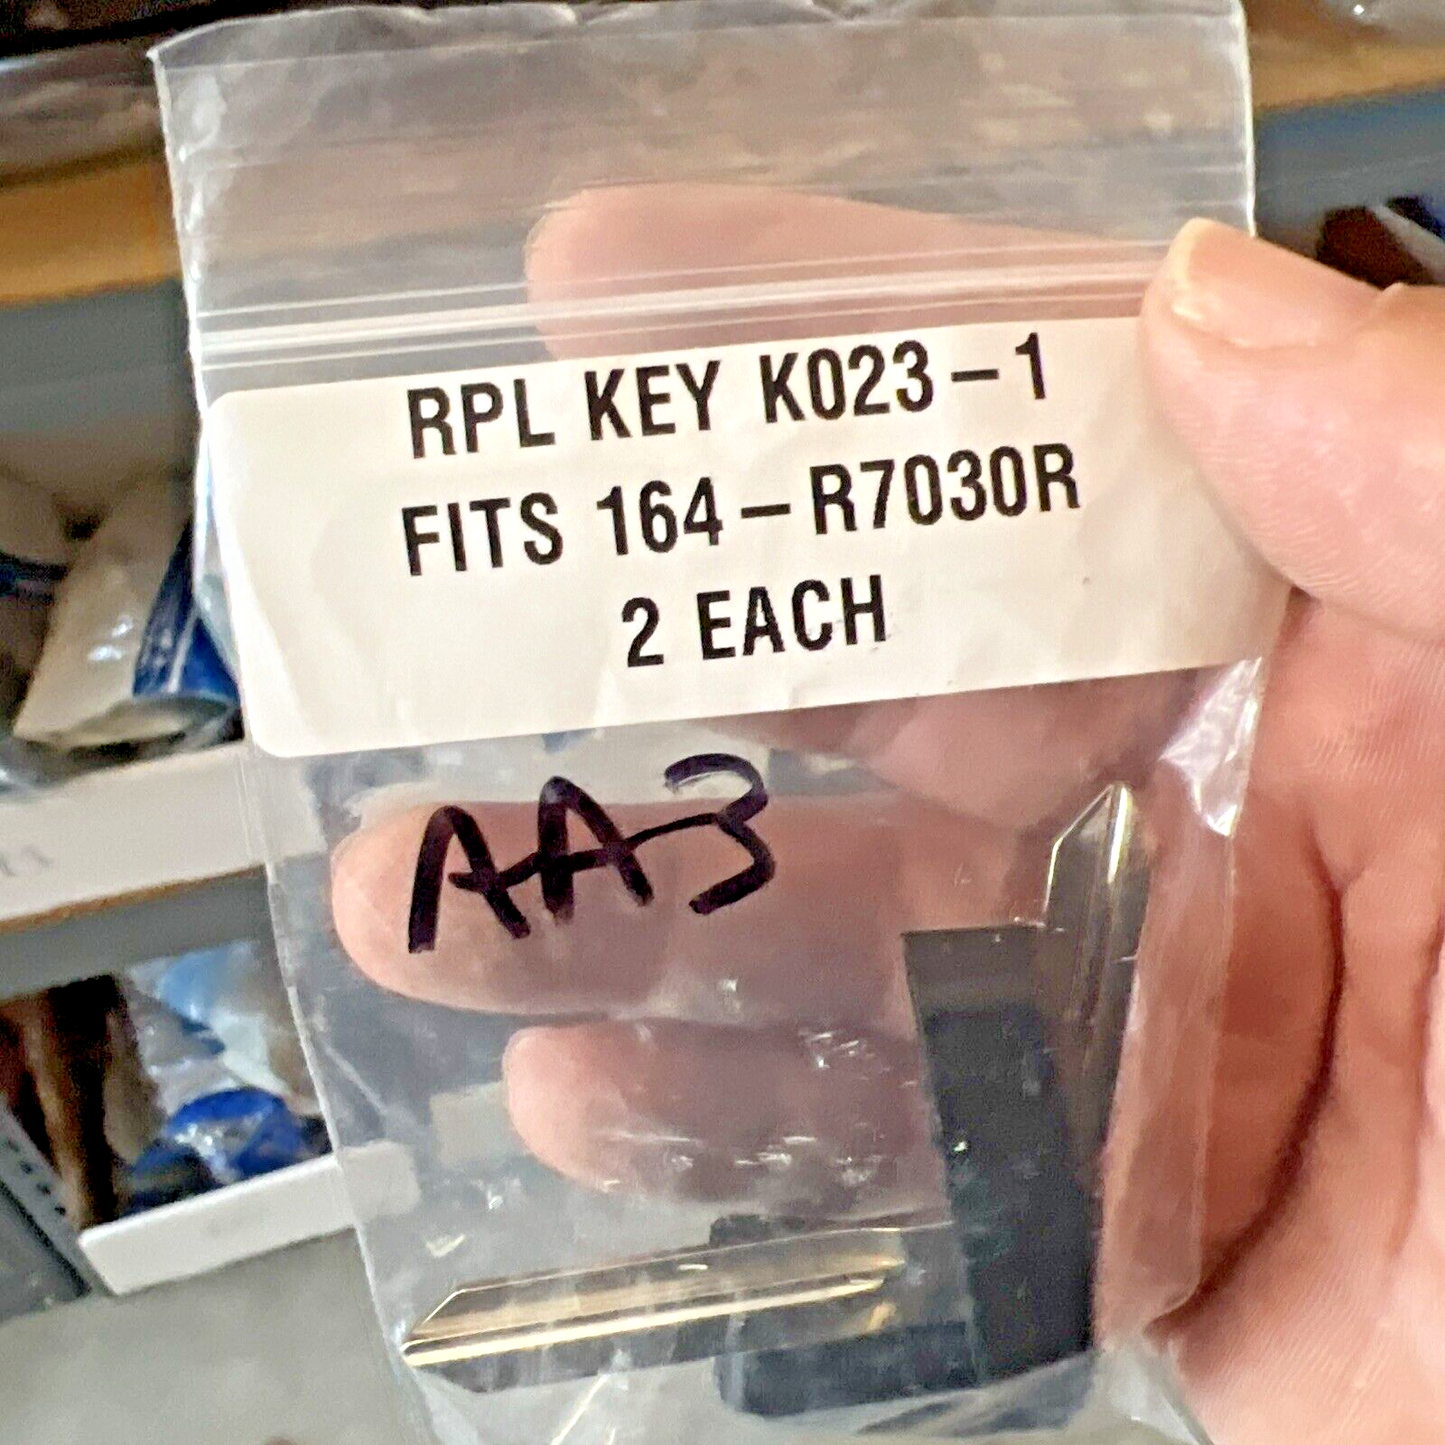 RPL KEY K023-1
FITS 164-R7030R
2 EACH
AA3